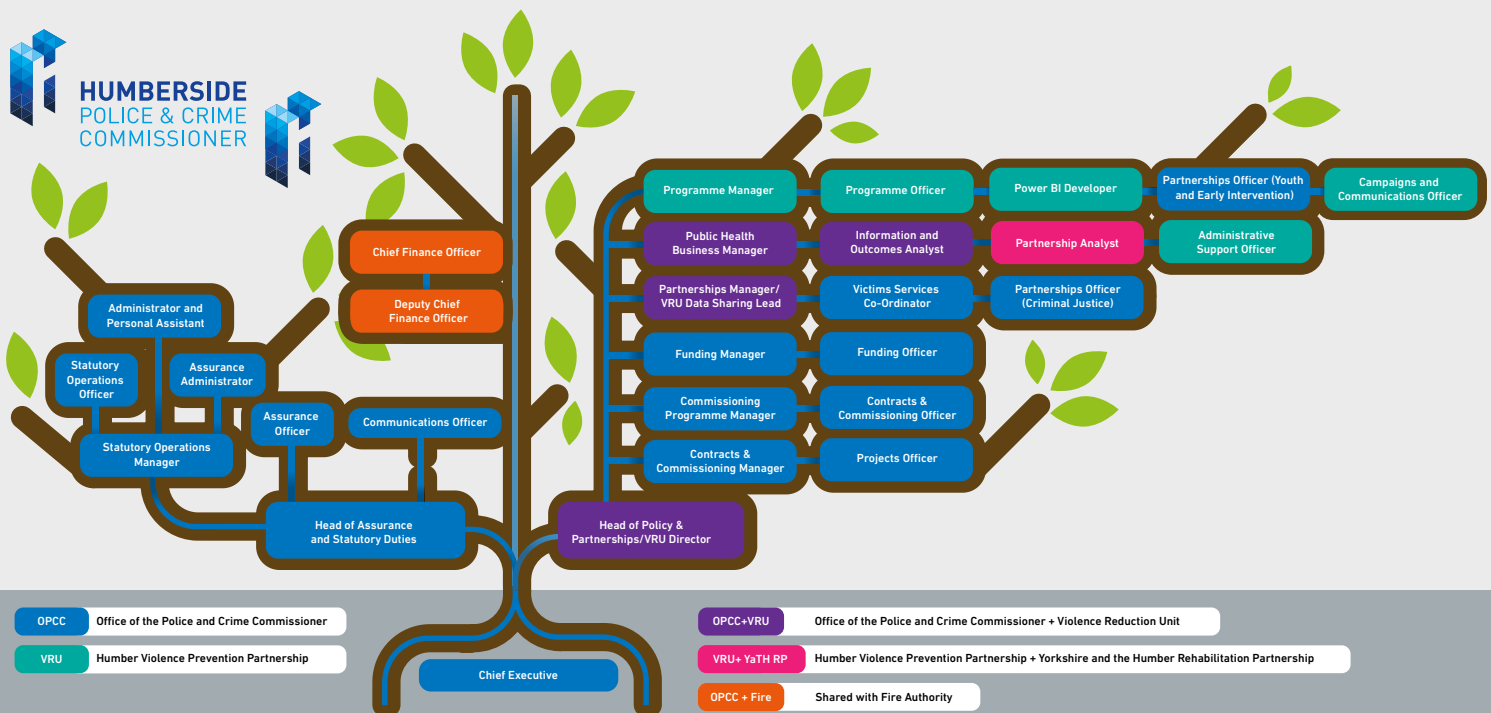 HUMBERSIDE
POLICE & CRIME
COMMISSIONER
Programme Manager
Programme Officer
Power BI Developer
Partnerships Officer (Youth
and Early Intervention)
Campaigns and
Communications Officer
Public Health
Business Manager
Information and
Outcomes Analyst
Partnership Analyst
Administrative
Support Officer
Chief Finance Officer
Deputy Chief
Finance Officer
Partnerships Manager/
VRU Data Sharing Lead
Victims Services
Co-Ordinator
Partnerships Officer
(Criminal Justice)
Administrator and
Personal Assistant
Statutory
Operations
Officer
Assurance
Administrator
Funding Manager
Funding Officer
Assurance
Officer
Communications Officer
Commissioning
Programme Manager
Contracts &
Commissioning Officer
Statutory Operations
Manager
Contracts &
Commissioning Manager
Projects Officer
Head of Assurance
and Statutory Duties
Head of Policy &
Partnerships/VRU Director
Chief Executive
OPCC Office of the Police and Crime Commissioner
VRU Humber Violence Prevention Partnership
OPCC+VRU Office of the Police and Crime Commissioner + Violence Reduction Unit
VRU+ YaTH RP Humber Violence Prevention Partnership + Yorkshire and the Humber Rehabilitation Partnership
OPCC + Fire Shared with Fire Authority